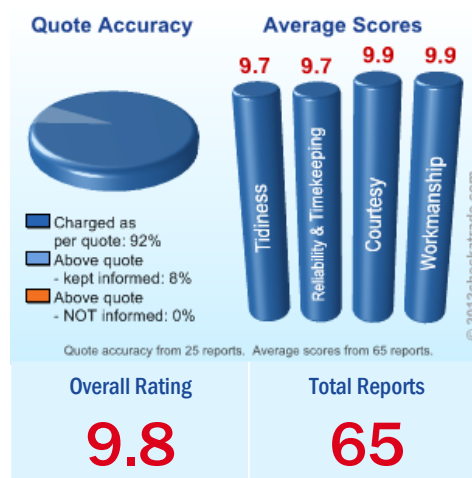 Quote Accuracy
Average Scores
9.7
9.7
9.9
9.9
Tidiness
Reliability & Timekeeping
Courtesy
Workmanship
Charged as
per quote: 92%
Above quote
- kept informed: 8%
Above quote
- NOT informed: 0%
© 2013checkatrade.com
Quote accuracy from 25 reports. Average scores from 65 reports.
Overall Rating
Total Reports
9.8
65